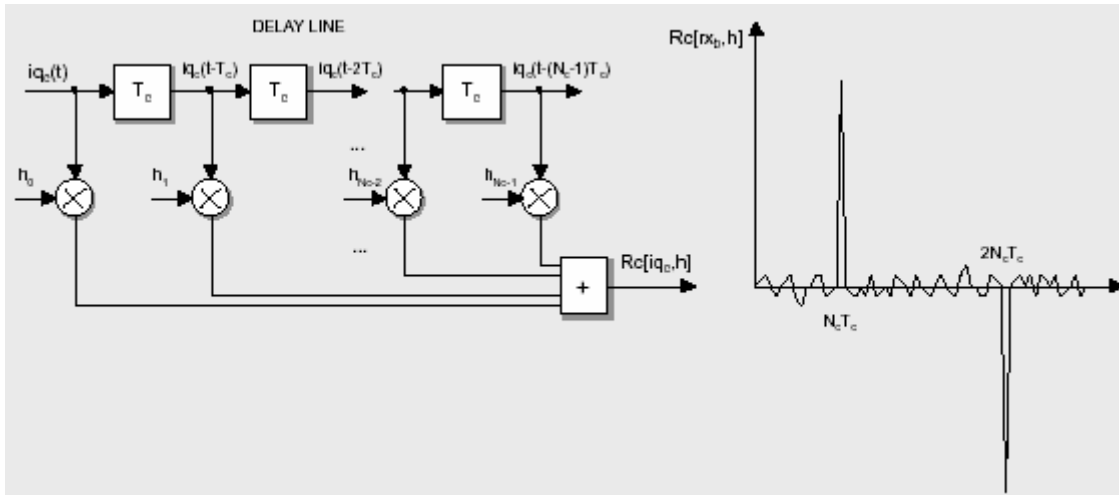 DELAY LINE
iq_c(t)
T_c
iq_c(t-T_c)
T_c
iq_c(t-2T_c)
T_c
iq_c(t-(N_c-1)T_c)
...
h_0
h_1
h_Nc-2
h_Nc-1
...
+
Rc[iq_c,h]
Rc[rx_b,h]
N_cT_c
2N_cT_c